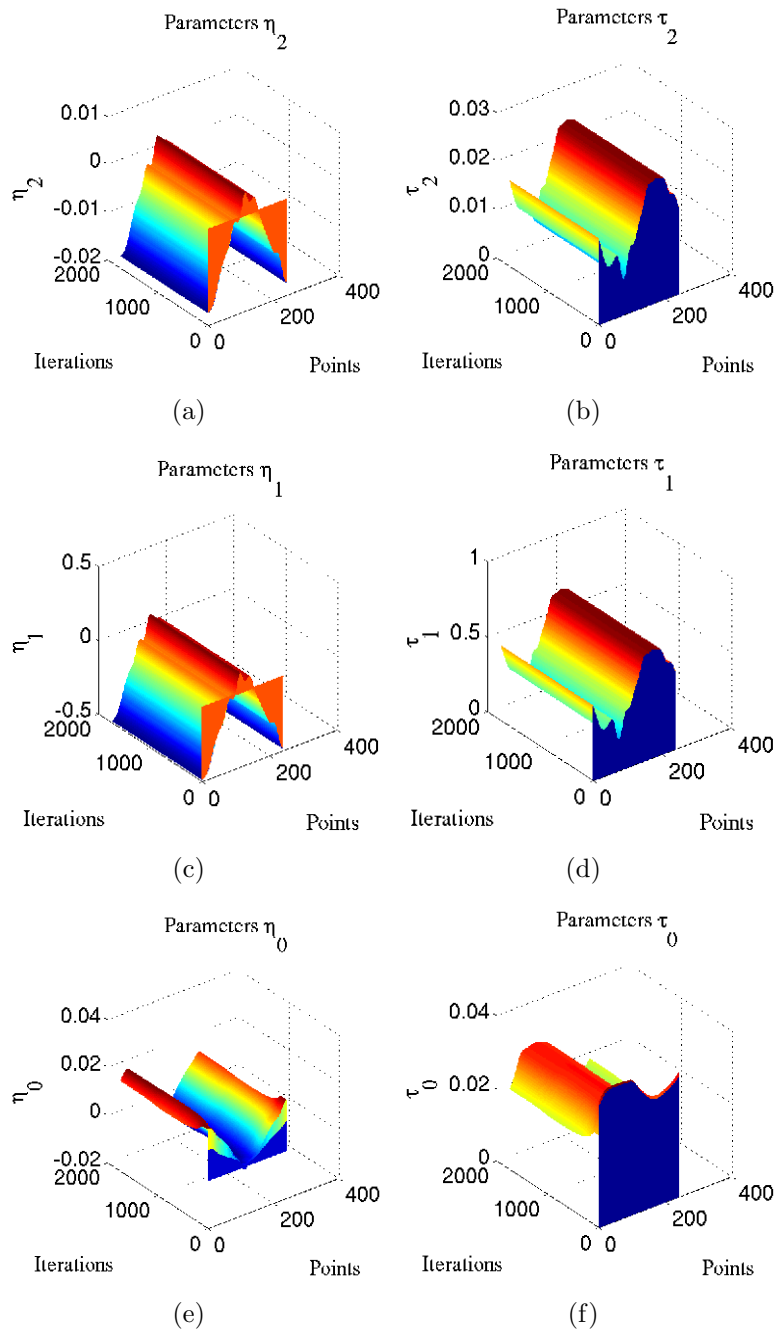 Parameters η2
Parameters τ2
0.01
0
-0.01
-0.02
η2
2000
1000
0
0
200
400
Iterations
Points
0.03
0.02
0.01
0
τ2
2000
1000
0
0
200
400
Iterations
Points
(a)
(b)
Parameters η1
Parameters τ1
0.5
0
-0.5
η1
2000
1000
0
0
200
400
Iterations
Points
1
0.5
0
τ1
2000
1000
0
0
200
400
Iterations
Points
(c)
(d)
Parameters η0
Parameters τ0
0.04
0.02
0
-0.02
η0
2000
1000
0
0
200
400
Iterations
Points
0.04
0.02
0
τ0
2000
1000
0
0
200
400
Iterations
Points
(e)
(f)